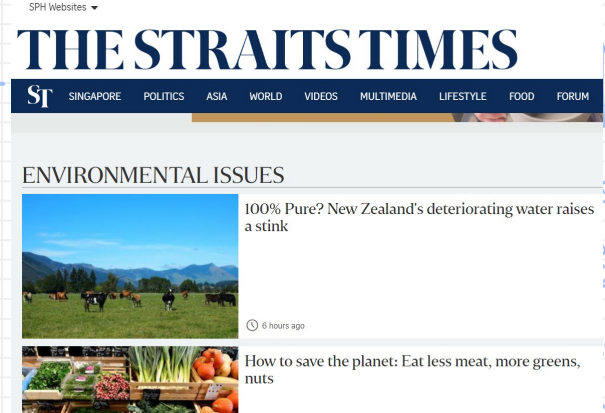 SPH Websites
THE STRAITS TIMES
ST SINGAPORE POLITICS ASIA WORLD VIDEOS MULTIMEDIA LIFESTYLE FOOD FORUM
ENVIRONMENTAL ISSUES
100% Pure? New Zealand's deteriorating water raises
a stink
6 hours ago
How to save the planet: Eat less meat, more greens,
nuts